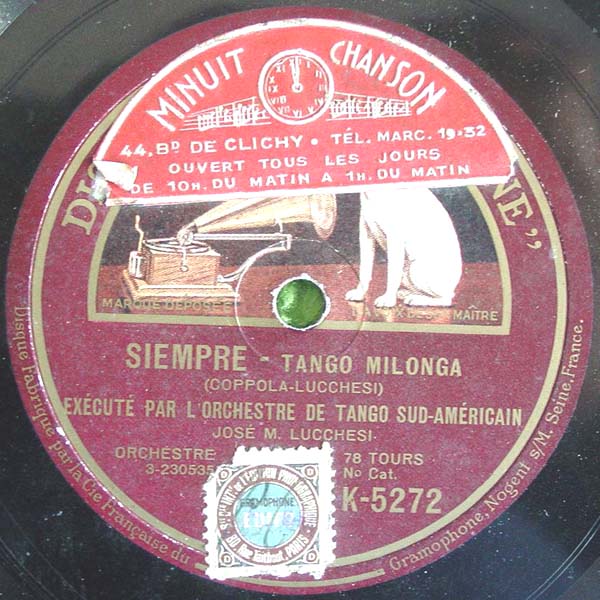 MINUIT CHANSON
44, BD DE CLICHY • TÉL. MARC. 19-32
OUVERT TOUS LES JOURS
DE 10H. DU MATIN A 1H. DU MATIN
MARQUE DÉPOSÉE
MAÎTRE
SIEMPRE - TANGO MILONGA
(COPPOLA-LUCCHESI)
EXÉCUTÉ PAR L'ORCHESTRE DE TANGO SUD-AMÉRICAIN
JOSÉ M. LUCCHESI
ORCHESTRE
78 TOURS
3-230535
No Cat.
K-5272
GRAMOPHONE
PARIS
Disque Fabriqué par la Cie Française du
Gramophone, Nogent s/M. Seine, France.